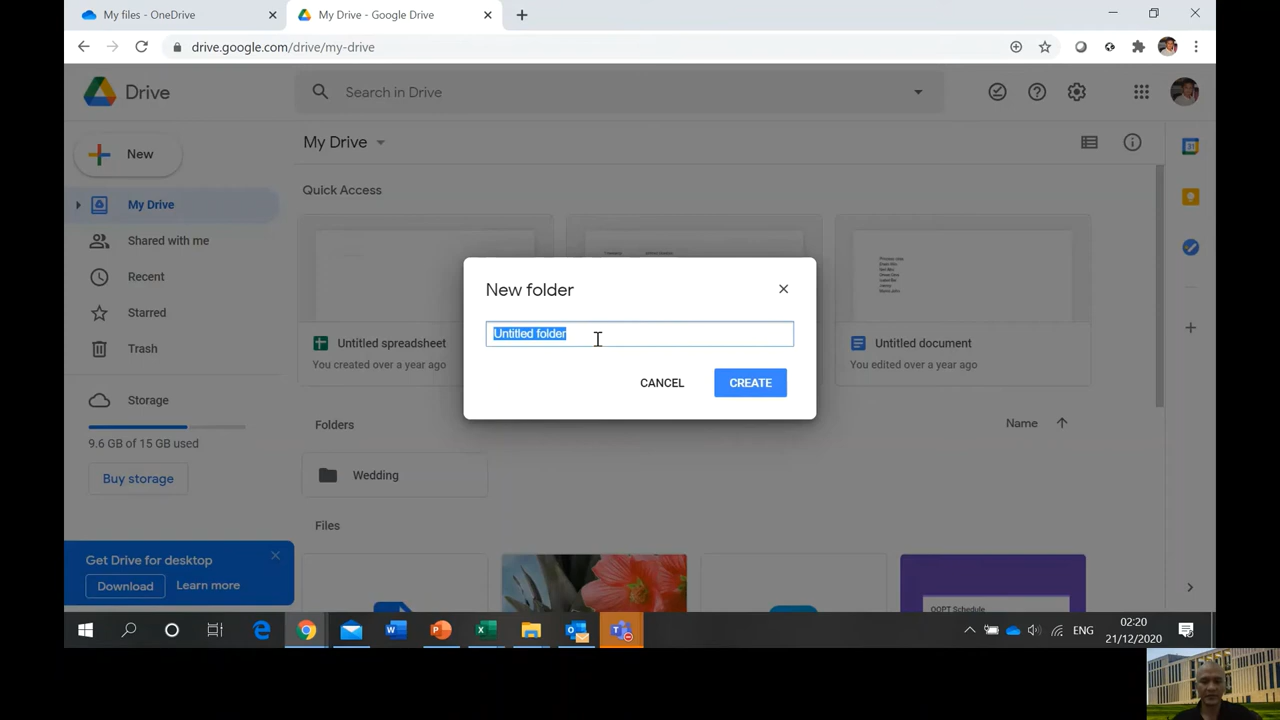 My files - OneDrive
My Drive - Google Drive
drive.google.com/drive/my-drive
Drive
Search in Drive
New
My Drive
My Drive
Quick Access
Shared with me
Recent
Starred
Trash
Storage
9.6 GB of 15 GB used
Buy storage
New folder
Untitled folder
CANCEL
CREATE
Untitled spreadsheet
You created over a year ago
Untitled document
You edited over a year ago
Folders
Name
Wedding
Files
Get Drive for desktop
Download
Learn more
OOPT Schedule
ENG
02:20
21/12/2020